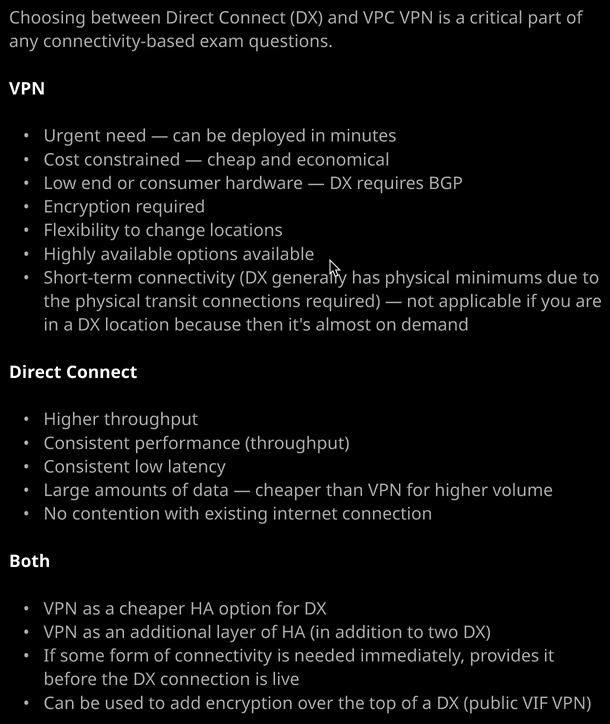 Choosing between Direct Connect (DX) and VPC VPN is a critical part of
any connectivity-based exam questions.
VPN
• Urgent need — can be deployed in minutes
• Cost constrained — cheap and economical
• Low end or consumer hardware — DX requires BGP
• Encryption required
• Flexibility to change locations
• Highly available options available
• Short-term connectivity (DX generally has physical minimums due to
the physical transit connections required) — not applicable if you are
in a DX location because then it's almost on demand
Direct Connect
• Higher throughput
• Consistent performance (throughput)
• Consistent low latency
• Large amounts of data — cheaper than VPN for higher volume
• No contention with existing internet connection
Both
• VPN as a cheaper HA option for DX
• VPN as an additional layer of HA (in addition to two DX)
• If some form of connectivity is needed immediately, provides it
before the DX connection is live
• Can be used to add encryption over the top of a DX (public VIF VPN)